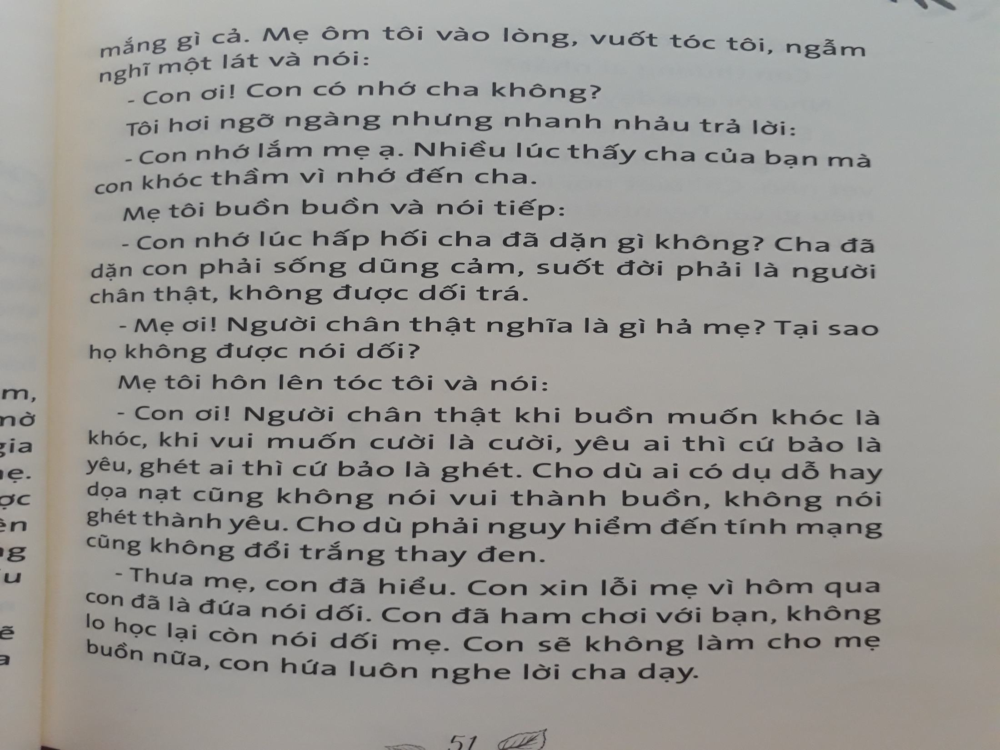 mắng gì cả. Mẹ ôm tôi vào lòng, vuốt tóc tôi, ngẫm
nghĩ một lát và nói:
- Con ơi! Con có nhớ cha không?
Tôi hơi ngỡ ngàng nhưng nhanh nhảu trả lời:
- Con nhớ lắm mẹ ạ. Nhiều lúc thấy cha của bạn mà
con khóc thầm vì nhớ đến cha.
Mẹ tôi buồn buồn và nói tiếp:
- Con nhớ lúc hấp hối cha đã dặn gì không? Cha đã
dặn con phải sống dũng cảm, suốt đời phải là người
chân thật, không được dối trá.
- Mẹ ơi! Người chân thật nghĩa là gì hả mẹ? Tại sao
họ không được nói dối?
Mẹ tôi hôn lên tóc tôi và nói:
- Con ơi! Người chân thật khi buồn muốn khóc là
khóc, khi vui muốn cười là cười, yêu ai thì cứ bảo là
yêu, ghét ai thì cứ bảo là ghét. Cho dù ai có dụ dỗ hay
dọa nạt cũng không nói vui thành buồn, không nói
ghét thành yêu. Cho dù phải nguy hiểm đến tính mạng
cũng không đổi trắng thay đen.
- Thưa mẹ, con đã hiểu. Con xin lỗi mẹ vì hôm qua
con đã là đứa nói dối. Con đã ham chơi với bạn, không
lo học lại còn nói dối mẹ. Con sẽ không làm cho mẹ
buồn nữa, con hứa luôn nghe lời cha dạy.
51